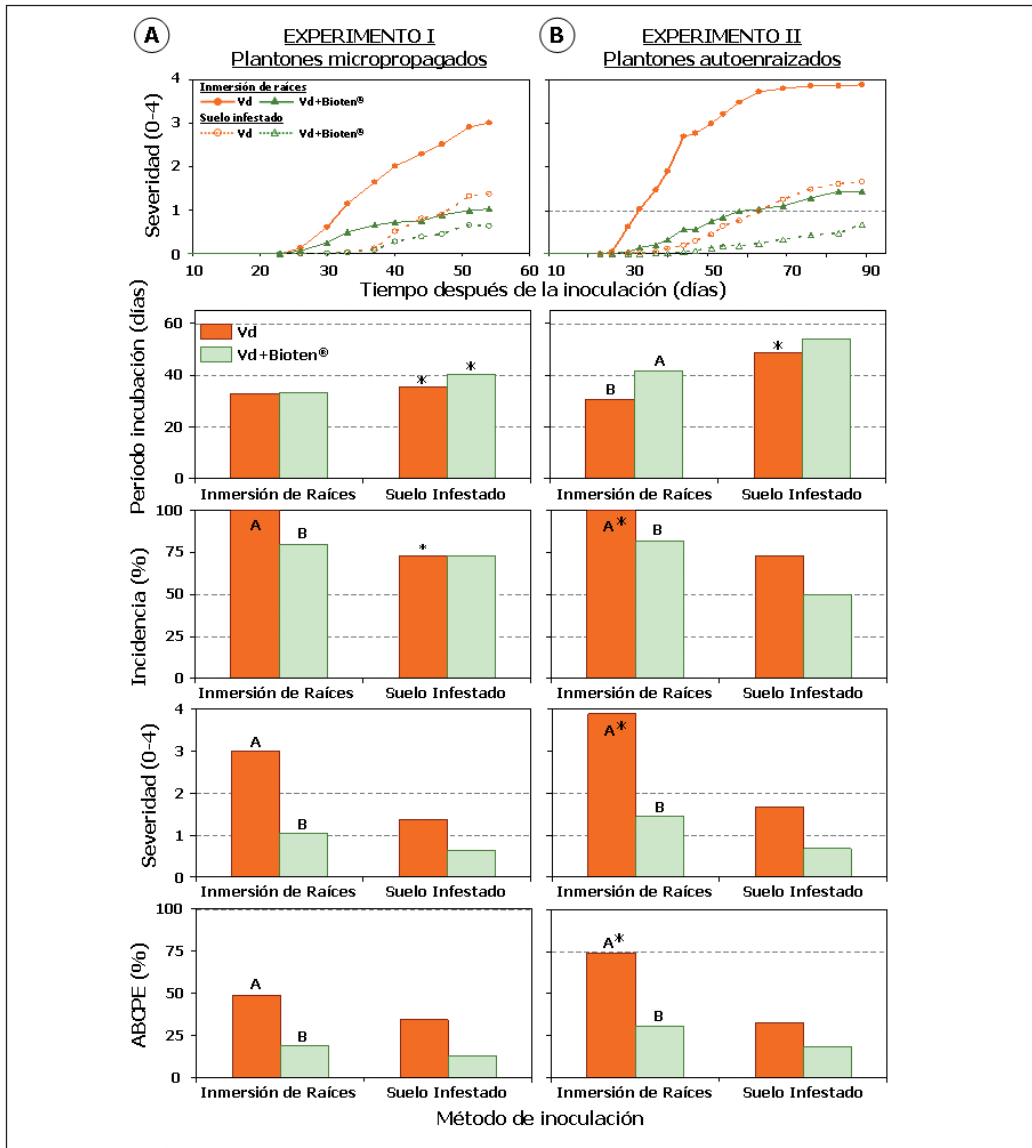 A
EXPERIMENTO I
Plantones micropropagados
B
EXPERIMENTO II
Plantones autoenraizados
Severidad (0-4)
4
3
2
1
0
Inmersión de raíces
Vd
Vd+Bioten®
Suelo infestado
Vd
Vd+Bioten®
10
20
30
40
50
60
10
30
50
70
90
Tiempo después de la inoculación (días)
Período incubación (días)
60
40
20
0
Vd
Vd+Bioten®
*
*
B
A
*
Inmersión de Raíces
Suelo Infestado
Inmersión de Raíces
Suelo Infestado
Incidencia (%)
100
75
50
25
0
A
B
*
A*
B
Inmersión de Raíces
Suelo Infestado
Inmersión de Raíces
Suelo Infestado
Severidad (0-4)
4
3
2
1
0
A
B
A*
B
Inmersión de Raíces
Suelo Infestado
Inmersión de Raíces
Suelo Infestado
ABCPE (%)
100
75
50
25
0
A
B
A*
B
Inmersión de Raíces
Suelo Infestado
Inmersión de Raíces
Suelo Infestado
Método de inoculación